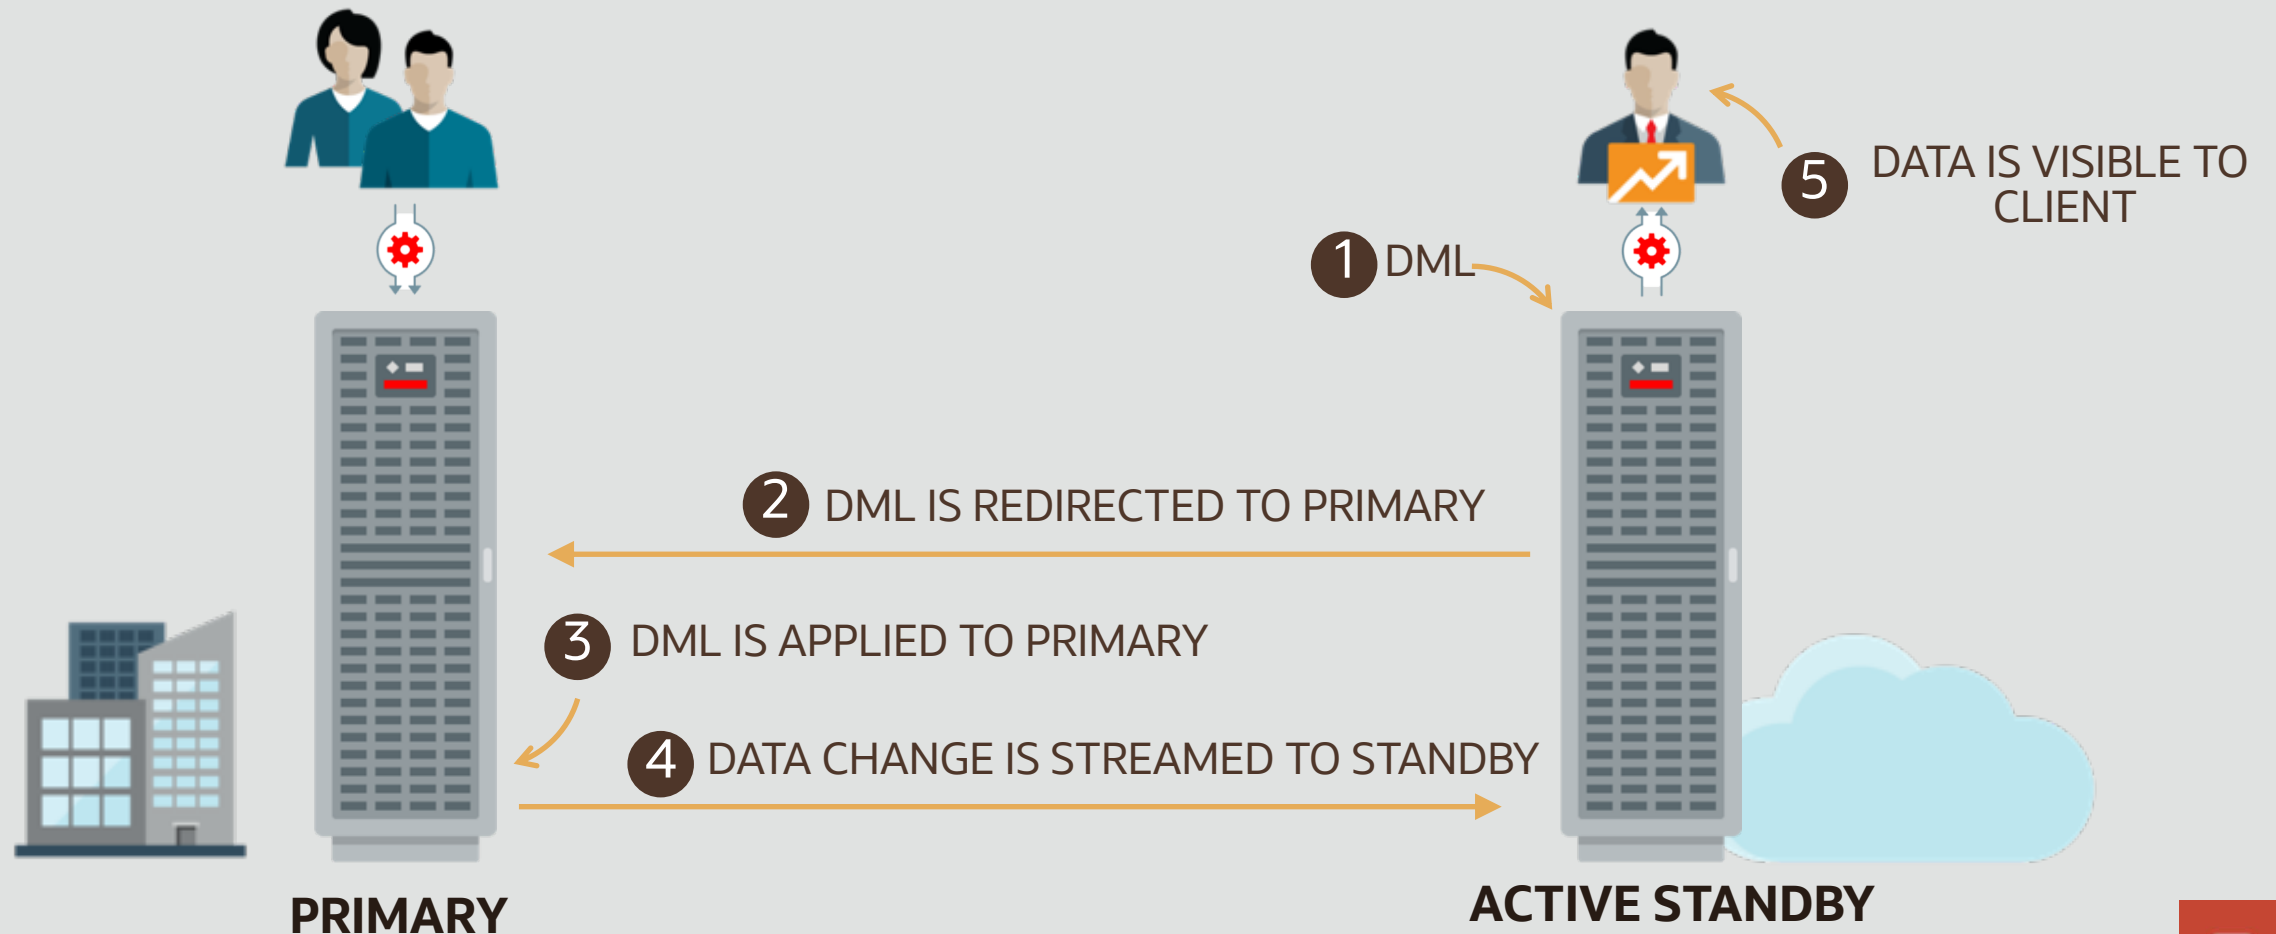 5 DATA IS VISIBLE TO
CLIENT
1 DML
2 DML IS REDIRECTED TO PRIMARY
3 DML IS APPLIED TO PRIMARY
4 DATA CHANGE IS STREAMED TO STANDBY
PRIMARY
ACTIVE STANDBY